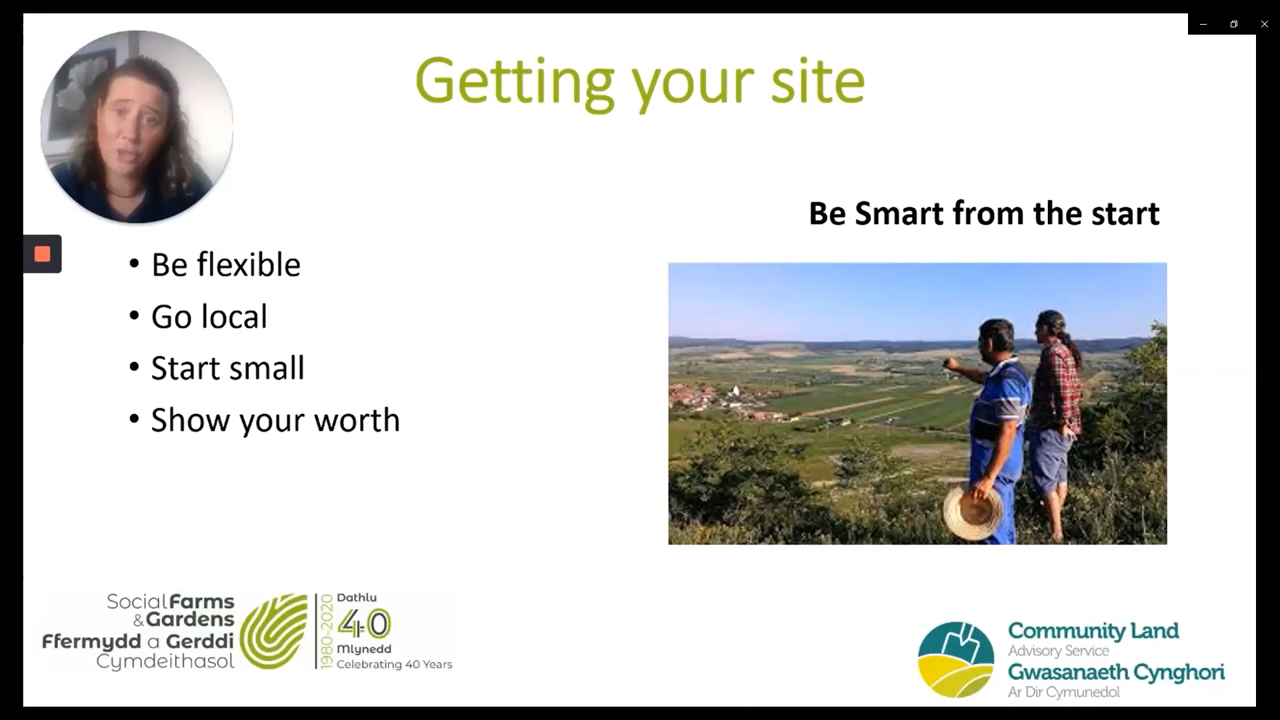 Getting your site
Be Smart from the start
• Be flexible
• Go local
• Start small
• Show your worth
Social Farms
& Gardens
Ffermydd a Gerddi
Cymdeithasol
1980-2020
Dathlu
40
Mlynedd
Celebrating 40 Years
Community Land
Advisory Service
Gwasanaeth Cynghori
Ar Dir Cymunedol